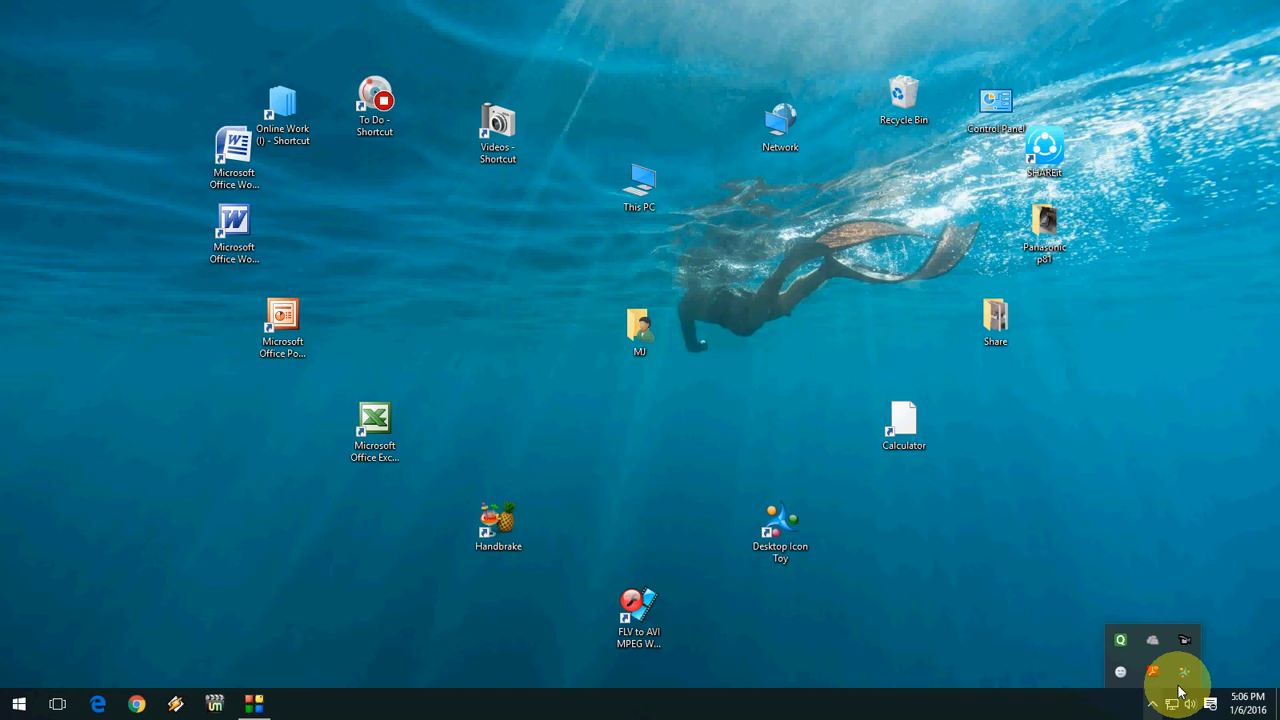 Online Work
(I) - Shortcut
To Do -
Shortcut
Videos -
Shortcut
Network
Recycle Bin
Control Panel
Microsoft
Office Wo...
This PC
SHAREit
Microsoft
Office Wo...
Panasonic
p81
Microsoft
Office Po...
MJ
Share
Microsoft
Office Exc...
Calculator
Handbrake
Desktop Icon
Toy
FLV to AVI
MPEG W...
5:06 PM
1/6/2016